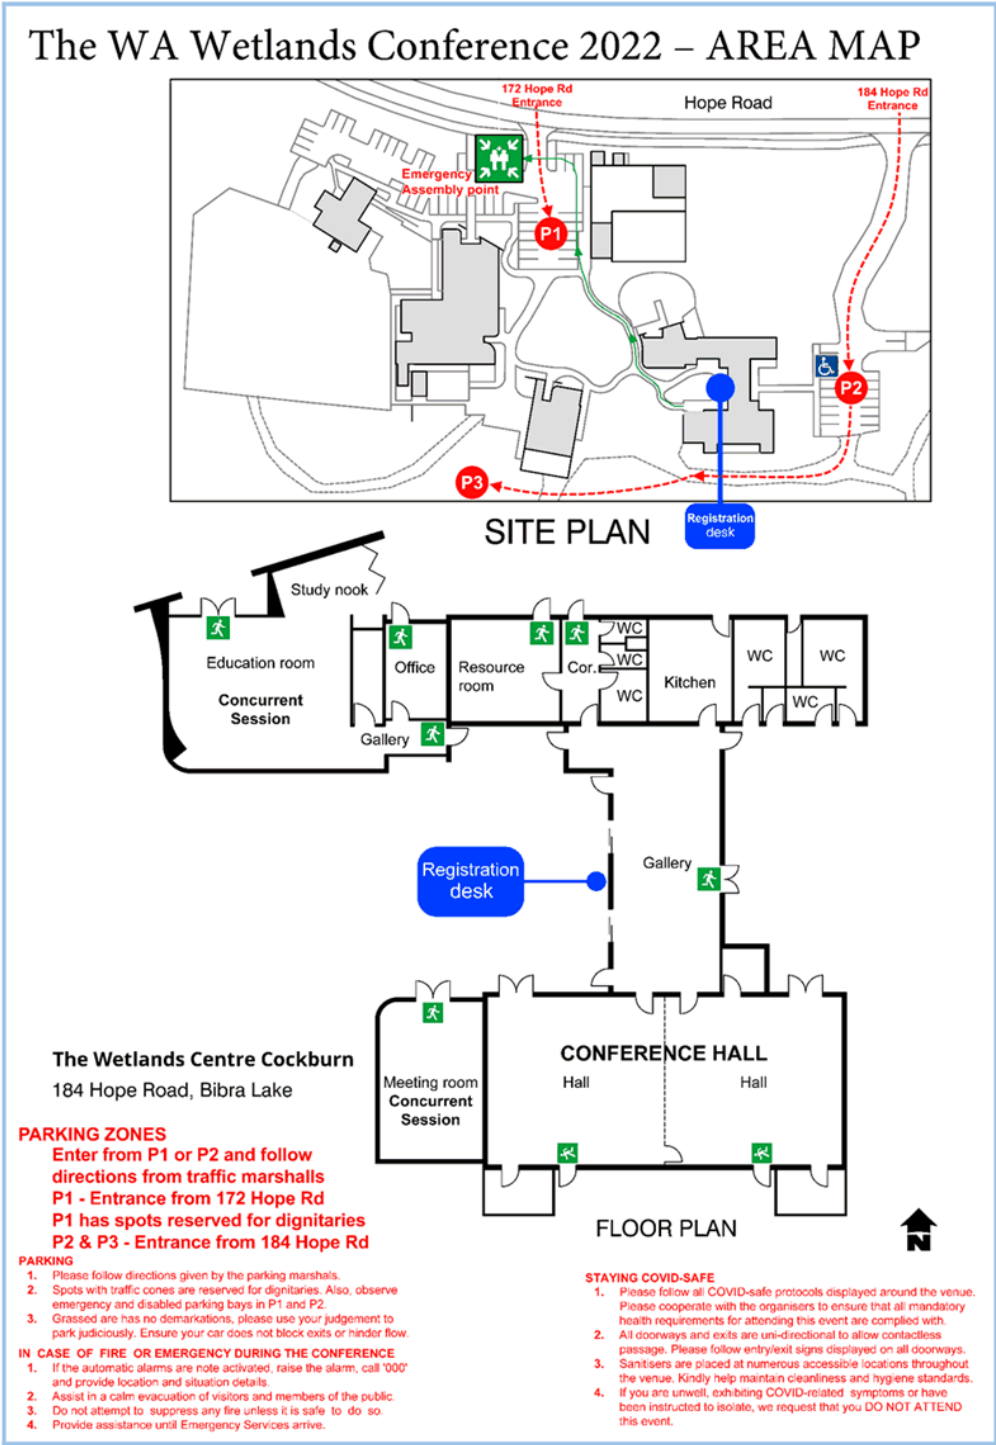 The WA Wetlands Conference 2022 – AREA MAP
172 Hope Rd
Entrance
Hope Road
184 Hope Rd
Entrance
Emergency
Assembly point
P1
P2
P3
Registration
desk
SITE PLAN
Study nook
Education room
Concurrent
Session
Office
Resource
room
Cor.
WC
WC
WC
Kitchen
WC
WC
WC
Gallery
Registration
desk
Gallery
CONFERENCE HALL
Hall
Hall
Meeting room
Concurrent
Session
FLOOR PLAN
N
The Wetlands Centre Cockburn
184 Hope Road, Bibra Lake
PARKING ZONES
Enter from P1 or P2 and follow
directions from traffic marshalls
P1 - Entrance from 172 Hope Rd
P1 has spots reserved for dignitaries
P2 & P3 - Entrance from 184 Hope Rd
PARKING
1. Please follow directions given by the parking marshals.
2. Spots with traffic cones are reserved for dignitaries. Also, observe
emergency and disabled parking bays in P1 and P2.
3. Grassed are has no demarkations, please use your judgement to
park judiciously. Ensure your car does not block exits or hinder flow.
IN CASE OF FIRE OR EMERGENCY DURING THE CONFERENCE
1. If the automatic alarms are note activated, raise the alarm, call '000'
and provide location and situation details.
2. Assist in a calm evacuation of visitors and members of the public.
3. Do not attempt to suppress any fire unless it is safe to do so.
4. Provide assistance until Emergency Services arrive.
STAYING COVID-SAFE
1. Please follow all COVID-safe protocols displayed around the venue.
Please cooperate with the organisers to ensure that all mandatory
health requirements for attending this event are complied with.
2. All doorways and exits are uni-directional to allow contactless
passage. Please follow entry/exit signs displayed on all doorways.
3. Sanitisers are placed at numerous accessible locations throughout
the venue. Kindly help maintain cleanliness and hygiene standards.
4. If you are unwell, exhibiting COVID-related symptoms or have
been instructed to isolate, we request that you DO NOT ATTEND
this event.